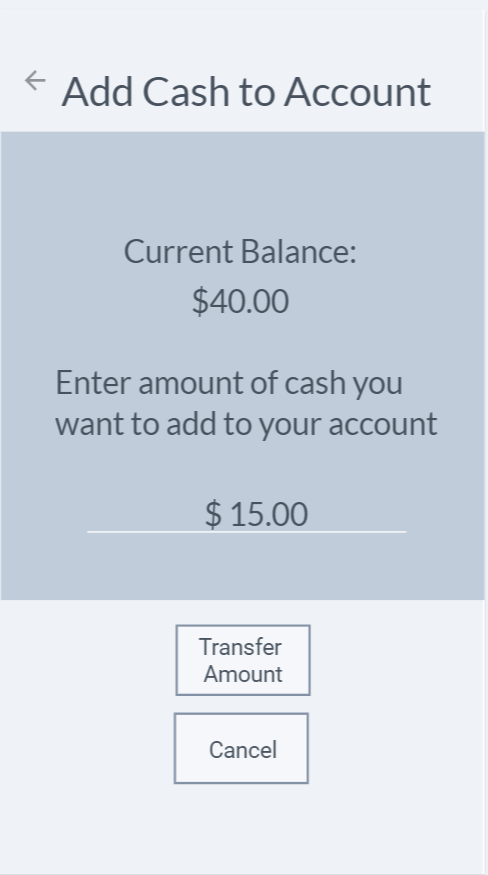 Add Cash to Account
Current Balance:
$40.00
Enter amount of cash you
want to add to your account
$ 15.00
Transfer
Amount
Cancel